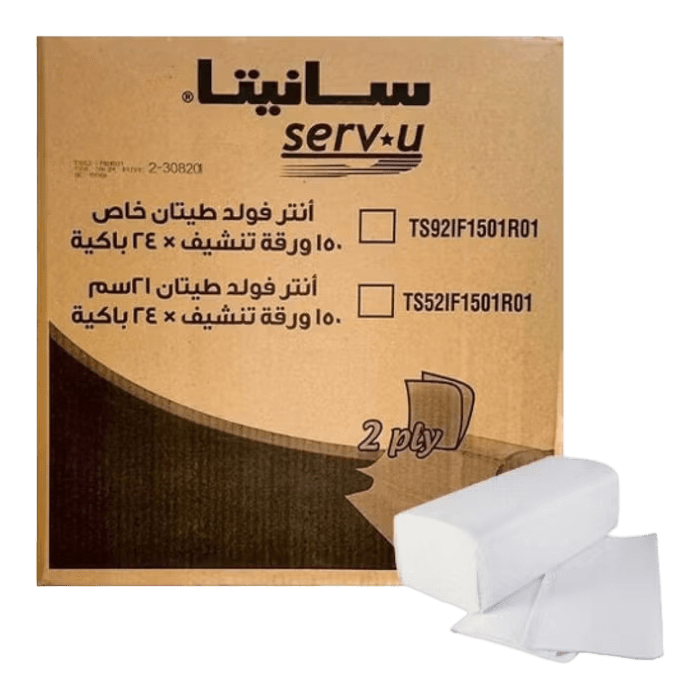 سانيتا®
serv★u
2-30820
أنتر فولد طيتان خاص TS92IF1501R01
١٥٠ ورقة تنشيف × ٢٤ باكية
أنتر فولد طيتان ٢١سم TS52IF1501R01
١٥٠ ورقة تنشيف × ٢٤ باكية
2 ply